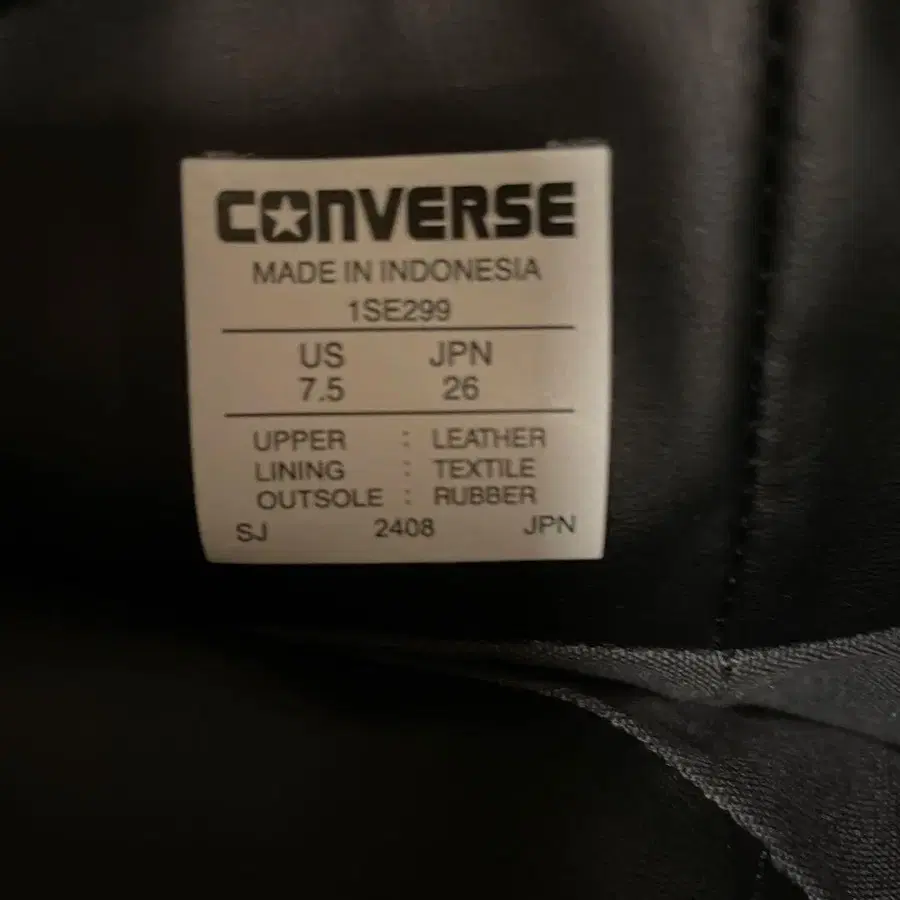 CONVERSE
MADE IN INDONESIA
1SE299
US JPN
7.5 26
UPPER : LEATHER
LINING : TEXTILE
OUTSOLE : RUBBER
SJ 2408 JPN